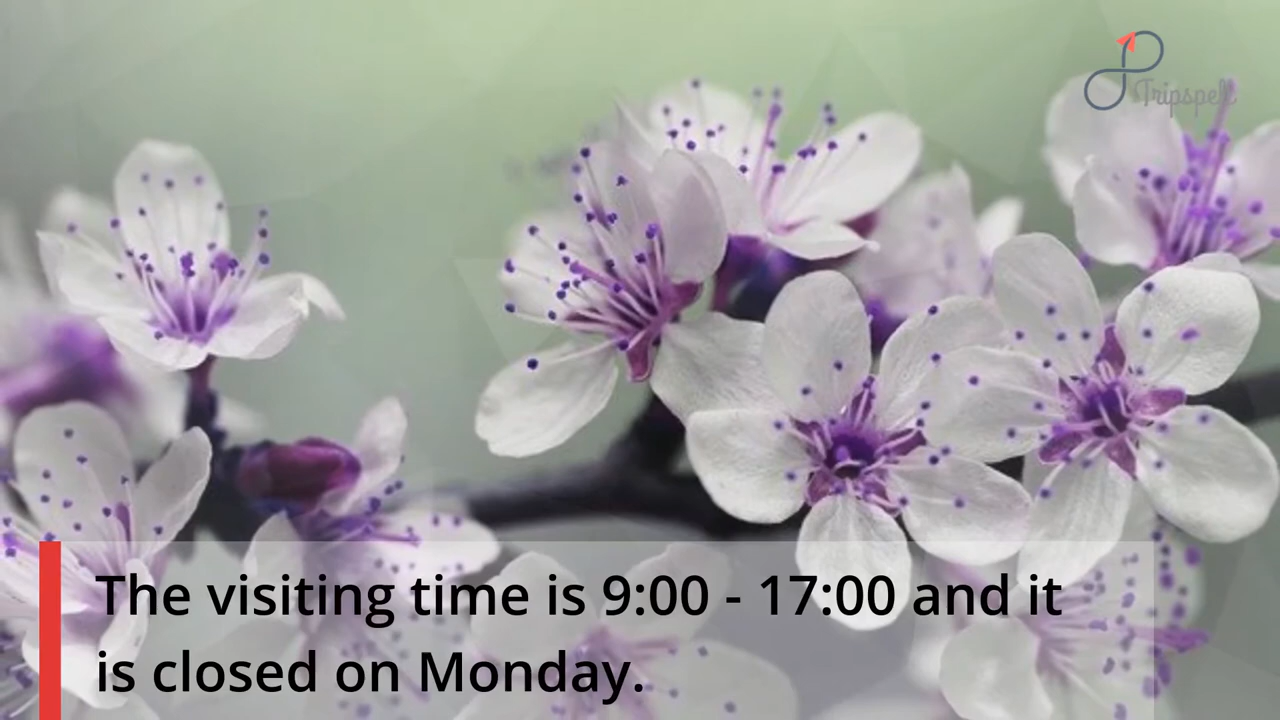 Tripspell
The visiting time is 9:00 - 17:00 and it
is closed on Monday.